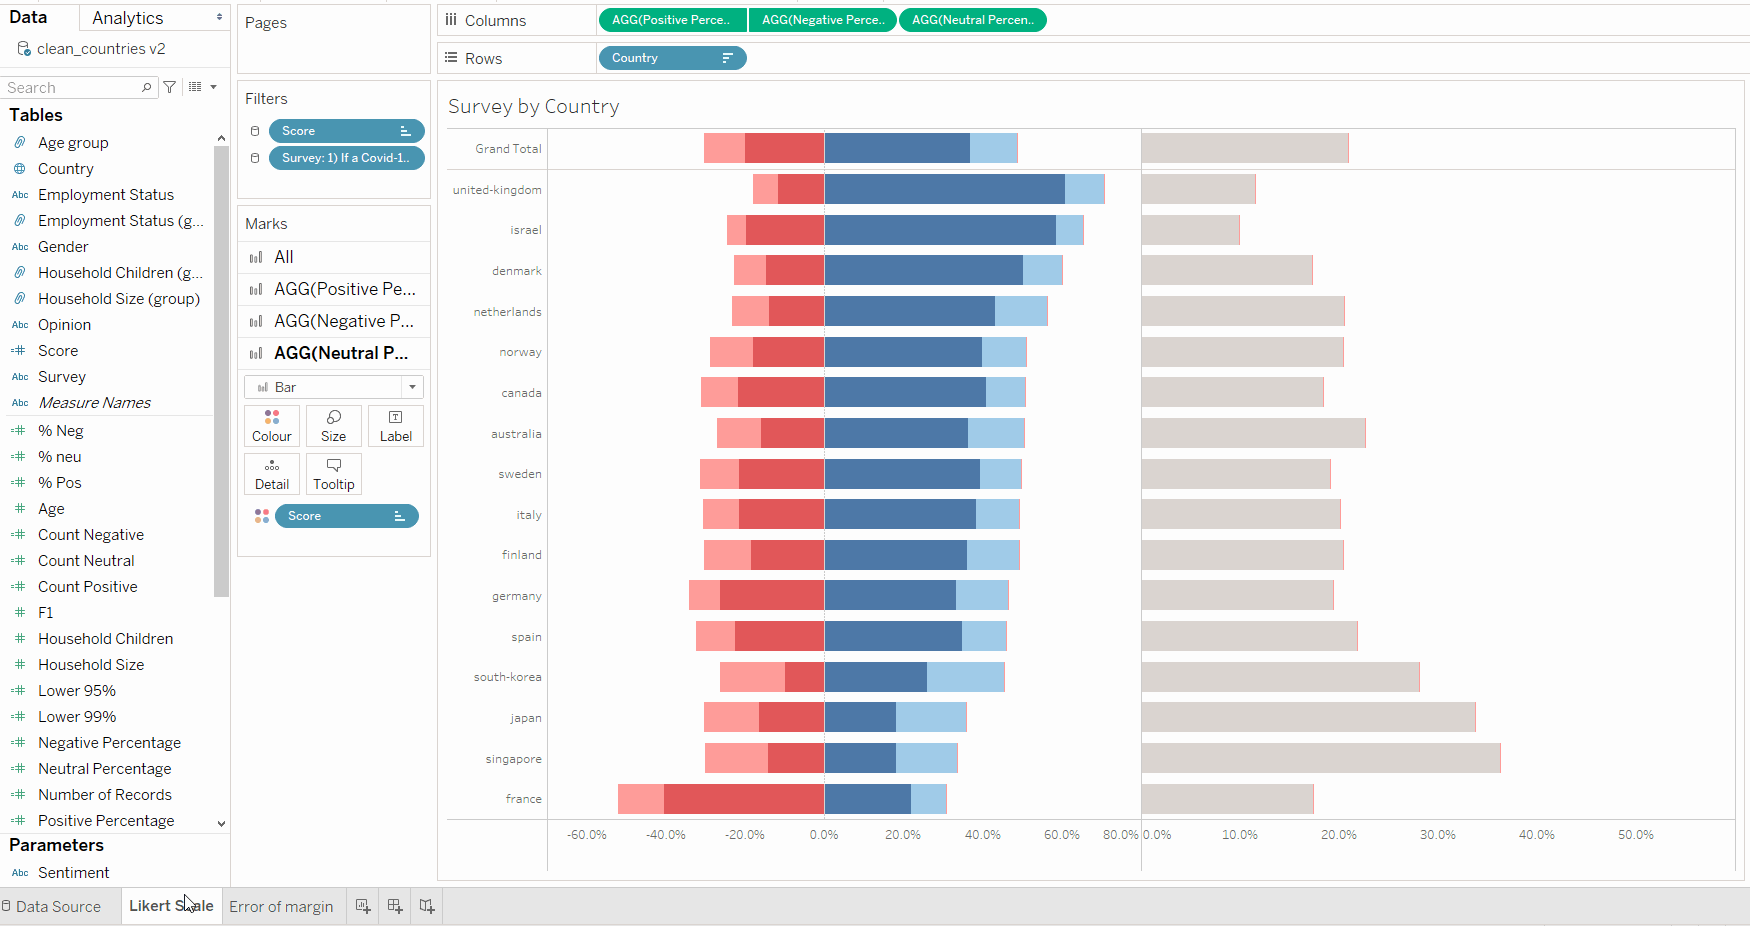 Data
Analytics
clean_countries v2
Search
Tables
Age group
Country
Abc Employment Status
Employment Status (g...
Abc Gender
Household Children (g...
Household Size (group)
Abc Opinion
Score
Abc Survey
Abc Measure Names
% Neg
% neu
% Pos
Age
Count Negative
Count Neutral
Count Positive
F1
Household Children
Household Size
Lower 95%
Lower 99%
Negative Percentage
Neutral Percentage
Number of Records
Positive Percentage
Parameters
Abc Sentiment
Pages
Filters
Score
Survey: 1) If a Covid-1..
Marks
All
AGG(Positive Pe...
AGG(Negative P...
AGG(Neutral P...
Bar
Colour Size Label
Detail Tooltip
Score
Columns AGG(Positive Perce.. AGG(Negative Perce.. AGG(Neutral Percen..
Rows Country
Survey by Country
Grand Total
united-kingdom
israel
denmark
netherlands
norway
canada
australia
sweden
italy
finland
germany
spain
south-korea
japan
singapore
france
-60.0% -40.0% -20.0% 0.0% 20.0% 40.0% 60.0% 80.0% 0.0% 10.0% 20.0% 30.0% 40.0% 50.0%
Data Source Likert Scale Error of margin